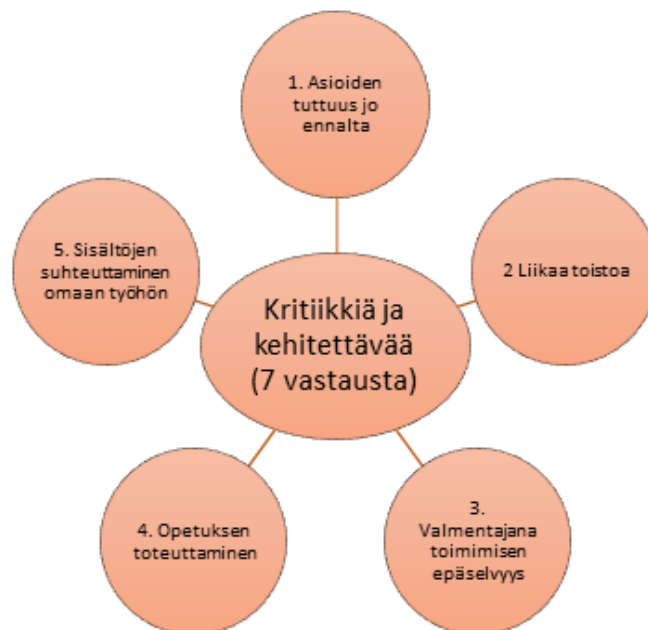 1. Asioiden
tuttuus jo
ennalta
2 Liikaa toistoa
3.
Valmentajana
toimimisen
epäselvyys
4. Opetuksen
toteuttaminen
5. Sisältöjen
suhteuttaminen
omaan työhön
Kritiikkiä ja
kehitettävää
(7 vastausta)